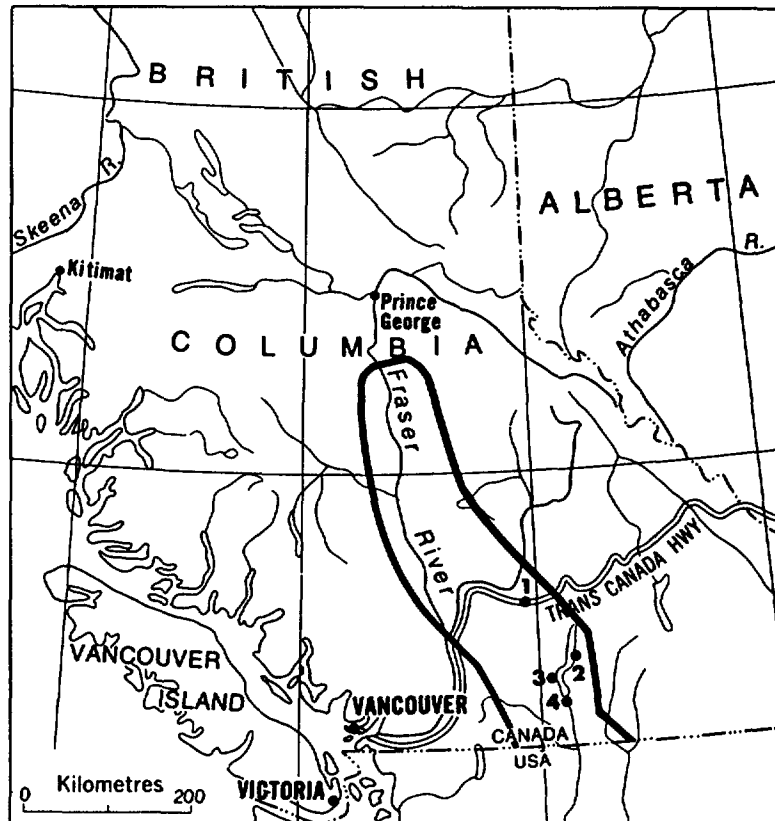 BRITISH
ALBERTA
Skeena R.
Kitimat
Athabasca R.
Prince
George
COLUMBIA
Fraser
River
TRANS CANADA HWY
1
2
3
4
VANCOUVER
ISLAND
VANCOUVER
CANADA
USA
Kilometres
0 200
VICTORIA